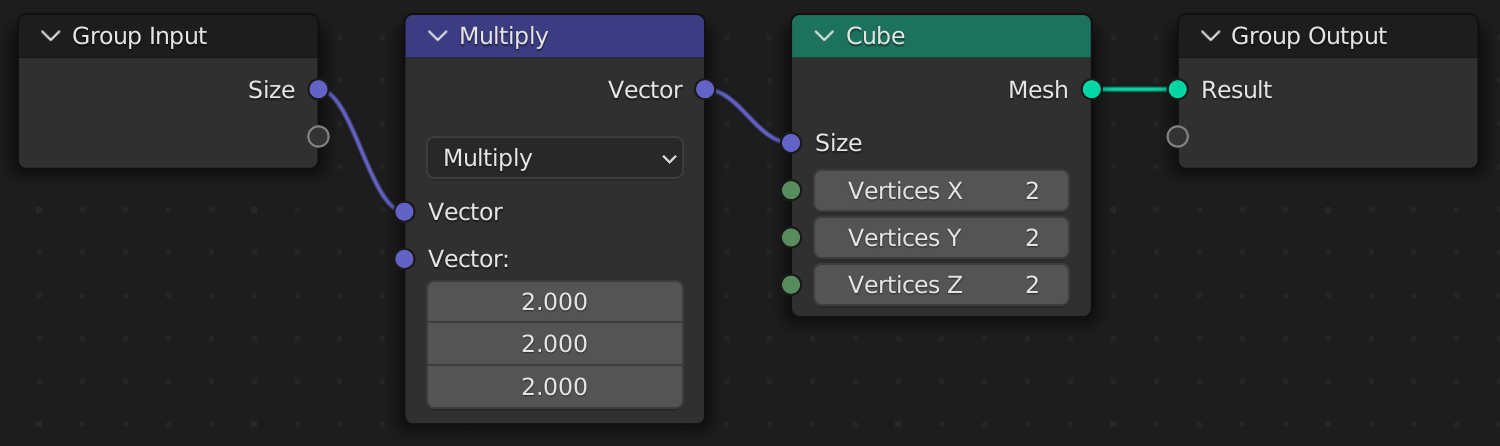 Group Input
Size
Multiply
Vector
Multiply
Vector
Vector:
2.000
2.000
2.000
Cube
Mesh
Size
Vertices X 2
Vertices Y 2
Vertices Z 2
Group Output
Result